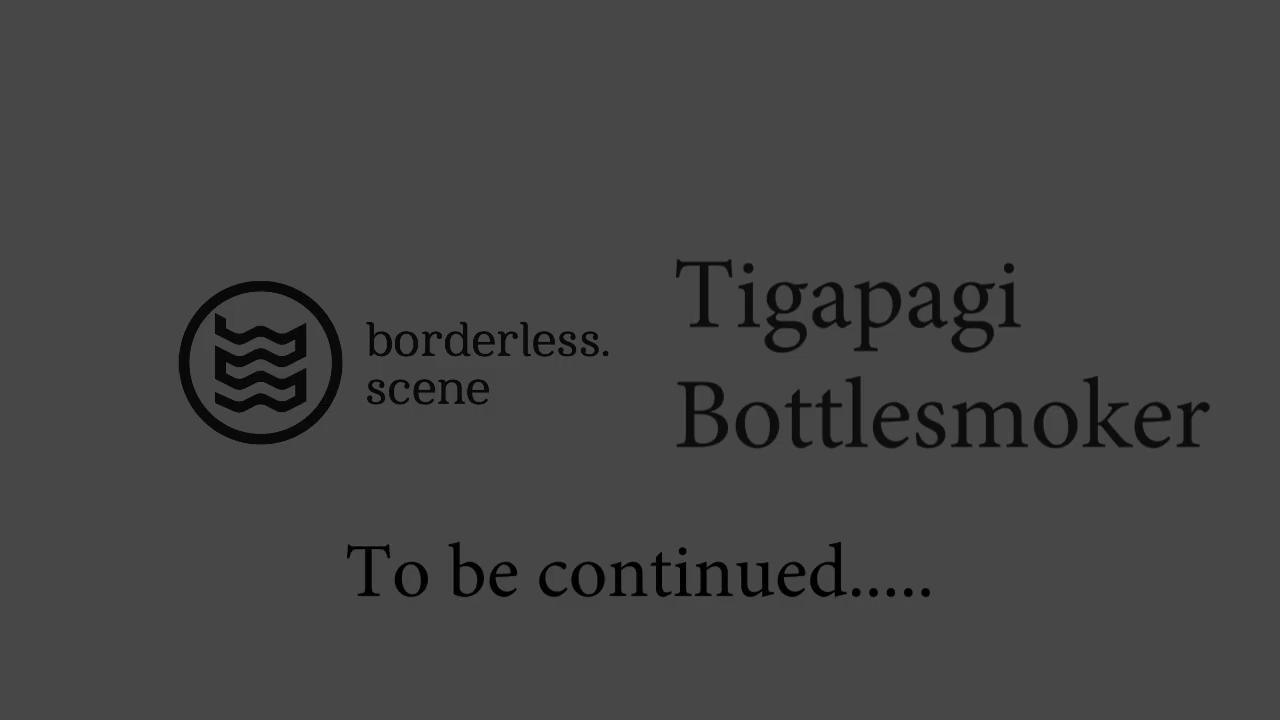 borderless.
scene
Tigapagi
Bottlesmoker
To be continued.....